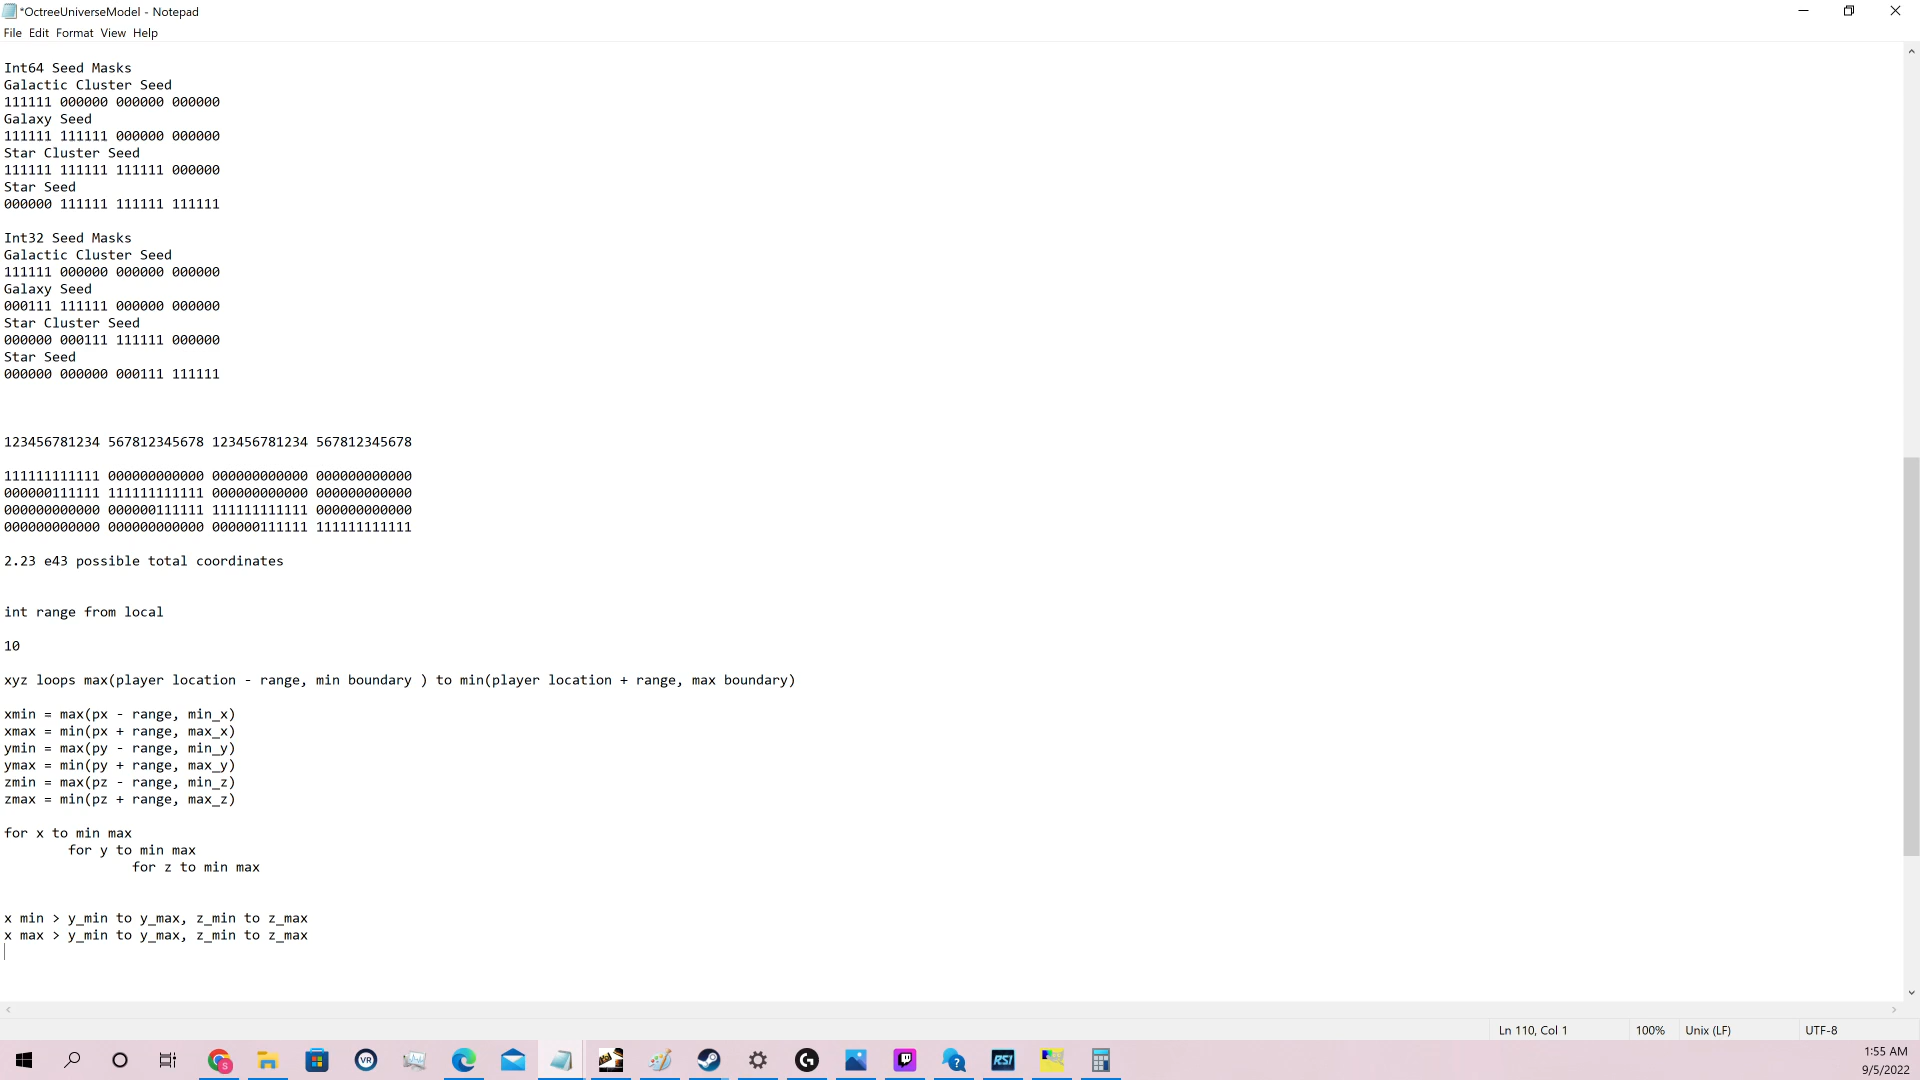 *OctreeUniverseModel - Notepad
File Edit Format View Help
Int64 Seed Masks
Galactic Cluster Seed
111111 000000 000000 000000
Galaxy Seed
111111 111111 000000 000000
Star Cluster Seed
111111 111111 111111 000000
Star Seed
000000 111111 111111 111111
Int32 Seed Masks
Galactic Cluster Seed
111111 000000 000000 000000
Galaxy Seed
000111 111111 000000 000000
Star Cluster Seed
000000 000111 111111 000000
Star Seed
000000 000000 000111 111111
123456781234 567812345678 123456781234 567812345678
111111111111 000000000000 000000000000 000000000000
000000111111 111111111111 000000000000 000000000000
000000000000 000000111111 111111111111 000000000000
000000000000 000000000000 000000111111 111111111111
2.23 e43 possible total coordinates
int range from local
10
xyz loops max(player location - range, min boundary ) to min(player location + range, max boundary)
xmin = max(px - range, min_x)
xmax = min(px + range, max_x)
ymin = max(py - range, min_y)
ymax = min(py + range, max_y)
zmin = max(pz - range, min_z)
zmax = min(pz + range, max_z)
for x to min max
for y to min max
for z to min max
x min > y_min to y_max, z_min to z_max
x max > y_min to y_max, z_min to z_max
Ln 110, Col 1 100% Unix (LF) UTF-8
S VR G ? RSI
1:55 AM
9/5/2022